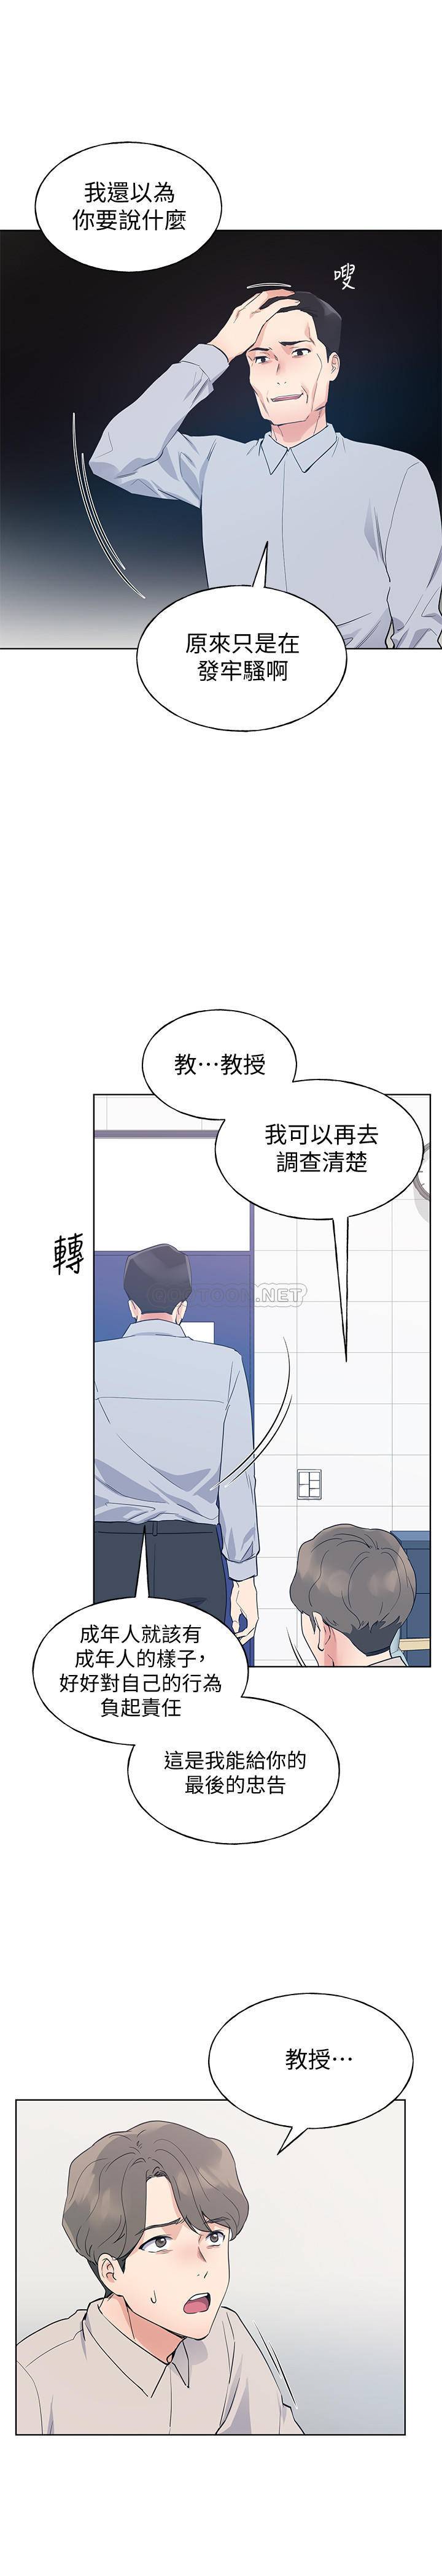 我還以為
你要說什麼
嗖
原來只是在
發牢騷啊
教…教授
我可以再去
調查清楚
轉
成年人就該有
成年人的樣子，
好好對自己的行為
負起責任
這是我能給你的
最後的忠告
教授…